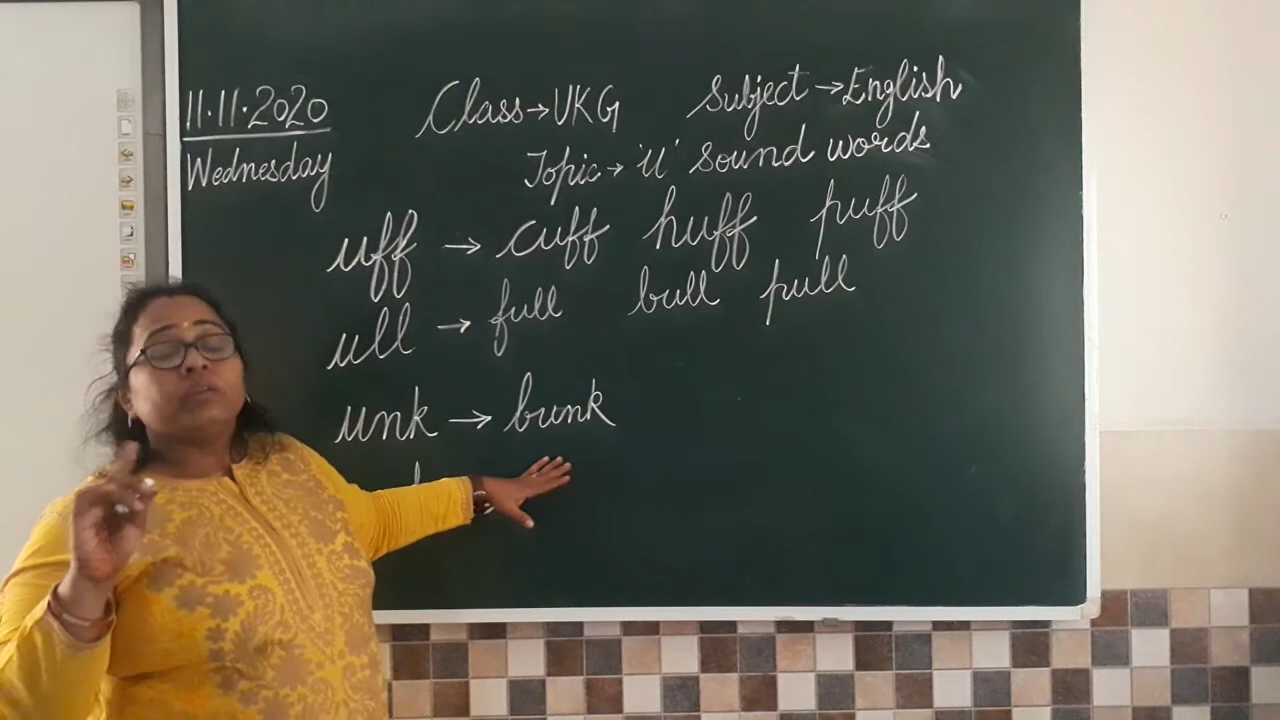 11.11.2020 Class→UKG Subject→English
Wednesday Topic→ 'u' sound words
uff → cuff huff puff
ull → full bull pull
unk → bunk